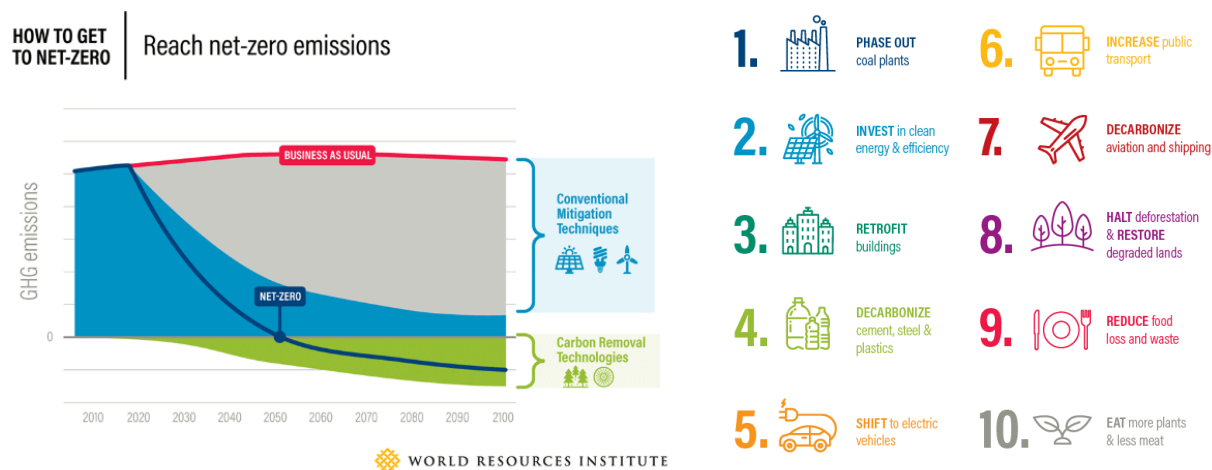 HOW TO GET
TO NET-ZERO
Reach net-zero emissions
GHG emissions
0
BUSINESS AS USUAL
NET-ZERO
Conventional
Mitigation
Techniques
Carbon Removal
Technologies
2010 2020 2030 2040 2050 2060 2070 2080 2090 2100
WORLD RESOURCES INSTITUTE
1.
PHASE OUT
coal plants
2.
INVEST in clean
energy & efficiency
3.
RETROFIT
buildings
4.
DECARBONIZE
cement, steel &
plastics
5.
SHIFT to electric
vehicles
6.
INCREASE public
transport
7.
DECARBONIZE
aviation and shipping
8.
HALT deforestation
& RESTORE
degraded lands
9.
REDUCE food
loss and waste
10.
EAT more plants
& less meat